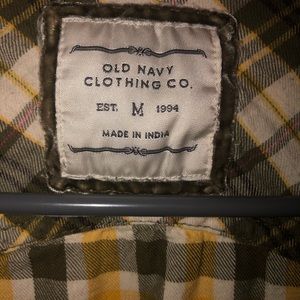 OLD NAVY
CLOTHING CO.
EST. M 1994
MADE IN INDIA